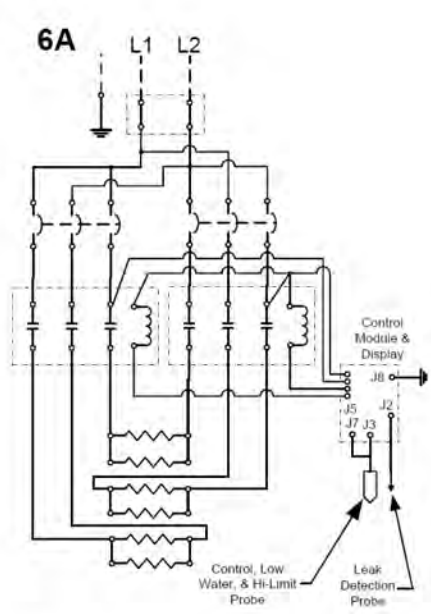 6A
L1 L2
Control
Module &
Display
J8
J2
J5
J7 J3
Control, Low
Water, & Hi-Limit
Probe
Leak
Detection
Probe